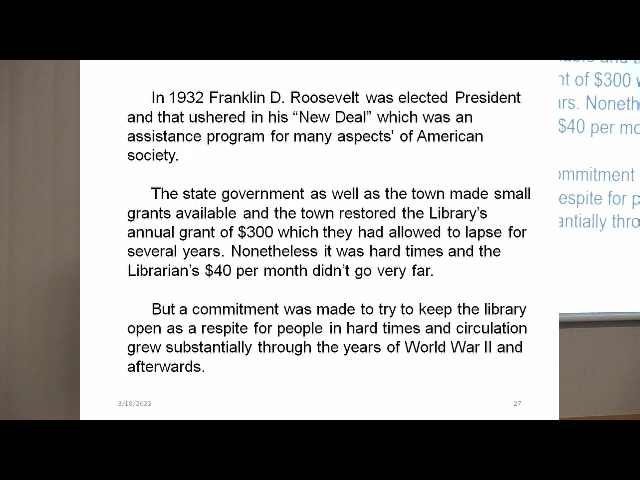 In 1932 Franklin D. Roosevelt was elected President
and that ushered in his “New Deal” which was an
assistance program for many aspects' of American
society.
The state government as well as the town made small
grants available and the town restored the Library's
annual grant of $300 which they had allowed to lapse for
several years. Nonetheless it was hard times and the
Librarian's $40 per month didn't go very far.
But a commitment was made to try to keep the library
open as a respite for people in hard times and circulation
grew substantially through the years of World War II and
afterwards.
3/18/2022
27
nt of $300
$40 per mo
ommitment
espite for p
antially thro